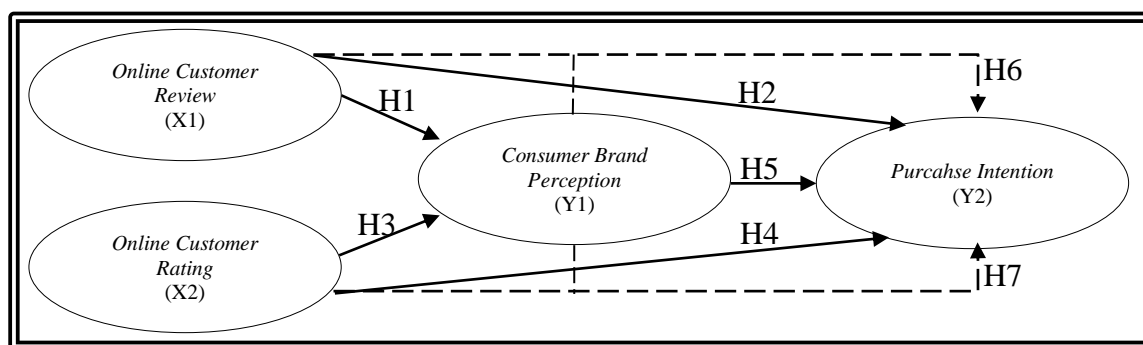 Online Customer
Review
(X1)
H1
H2
H6
Consumer Brand
Perception
(Y1)
H5
Purcahse Intention
(Y2)
H3
H4
Online Customer
Rating
(X2)
H7